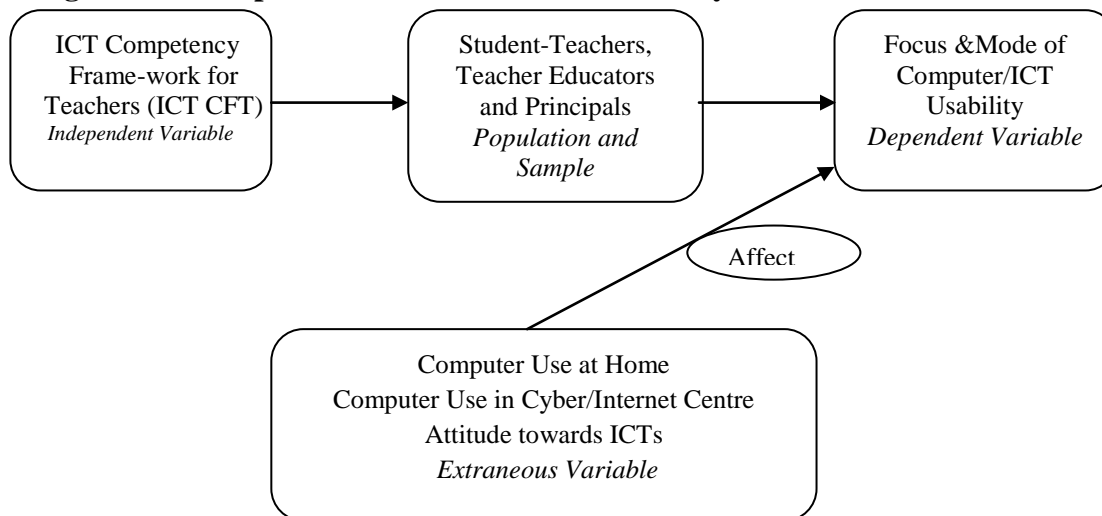 ICT Competency
Frame-work for
Teachers (ICT CFT)
Independent Variable
Student-Teachers,
Teacher Educators
and Principals
Population and
Sample
Focus &Mode of
Computer/ICT
Usability
Dependent Variable
Affect
Computer Use at Home
Computer Use in Cyber/Internet Centre
Attitude towards ICTs
Extraneous Variable